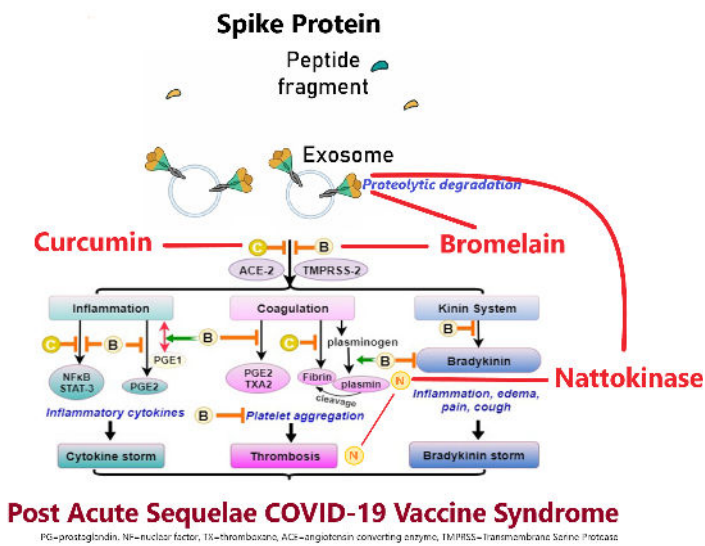 Spike Protein
Peptide
fragment
Exosome
Proteolytic degradation
Curcumin
C
B
Bromelain
ACE-2
TMPRSS-2
Inflammation
Coagulation
Kinin System
C
B
PGE1
B
C
plasminogen
B
B
Bradykinin
NFκB
STAT-3
PGE2
PGE2
TXA2
Fibrin
plasmin
N
Nattokinase
cleavage
Inflammatory cytokines
B
Platelet aggregation
Inflammation, edema,
pain, cough
Cytokine storm
Thrombosis
N
Bradykinin storm
Post Acute Sequelae COVID-19 Vaccine Syndrome
PG=prostaglandin, NF=nuclear factor, TX=thromboxane, ACE=angiotensin converting enzyme, TMPRSS=Transmembrane Serine Protease